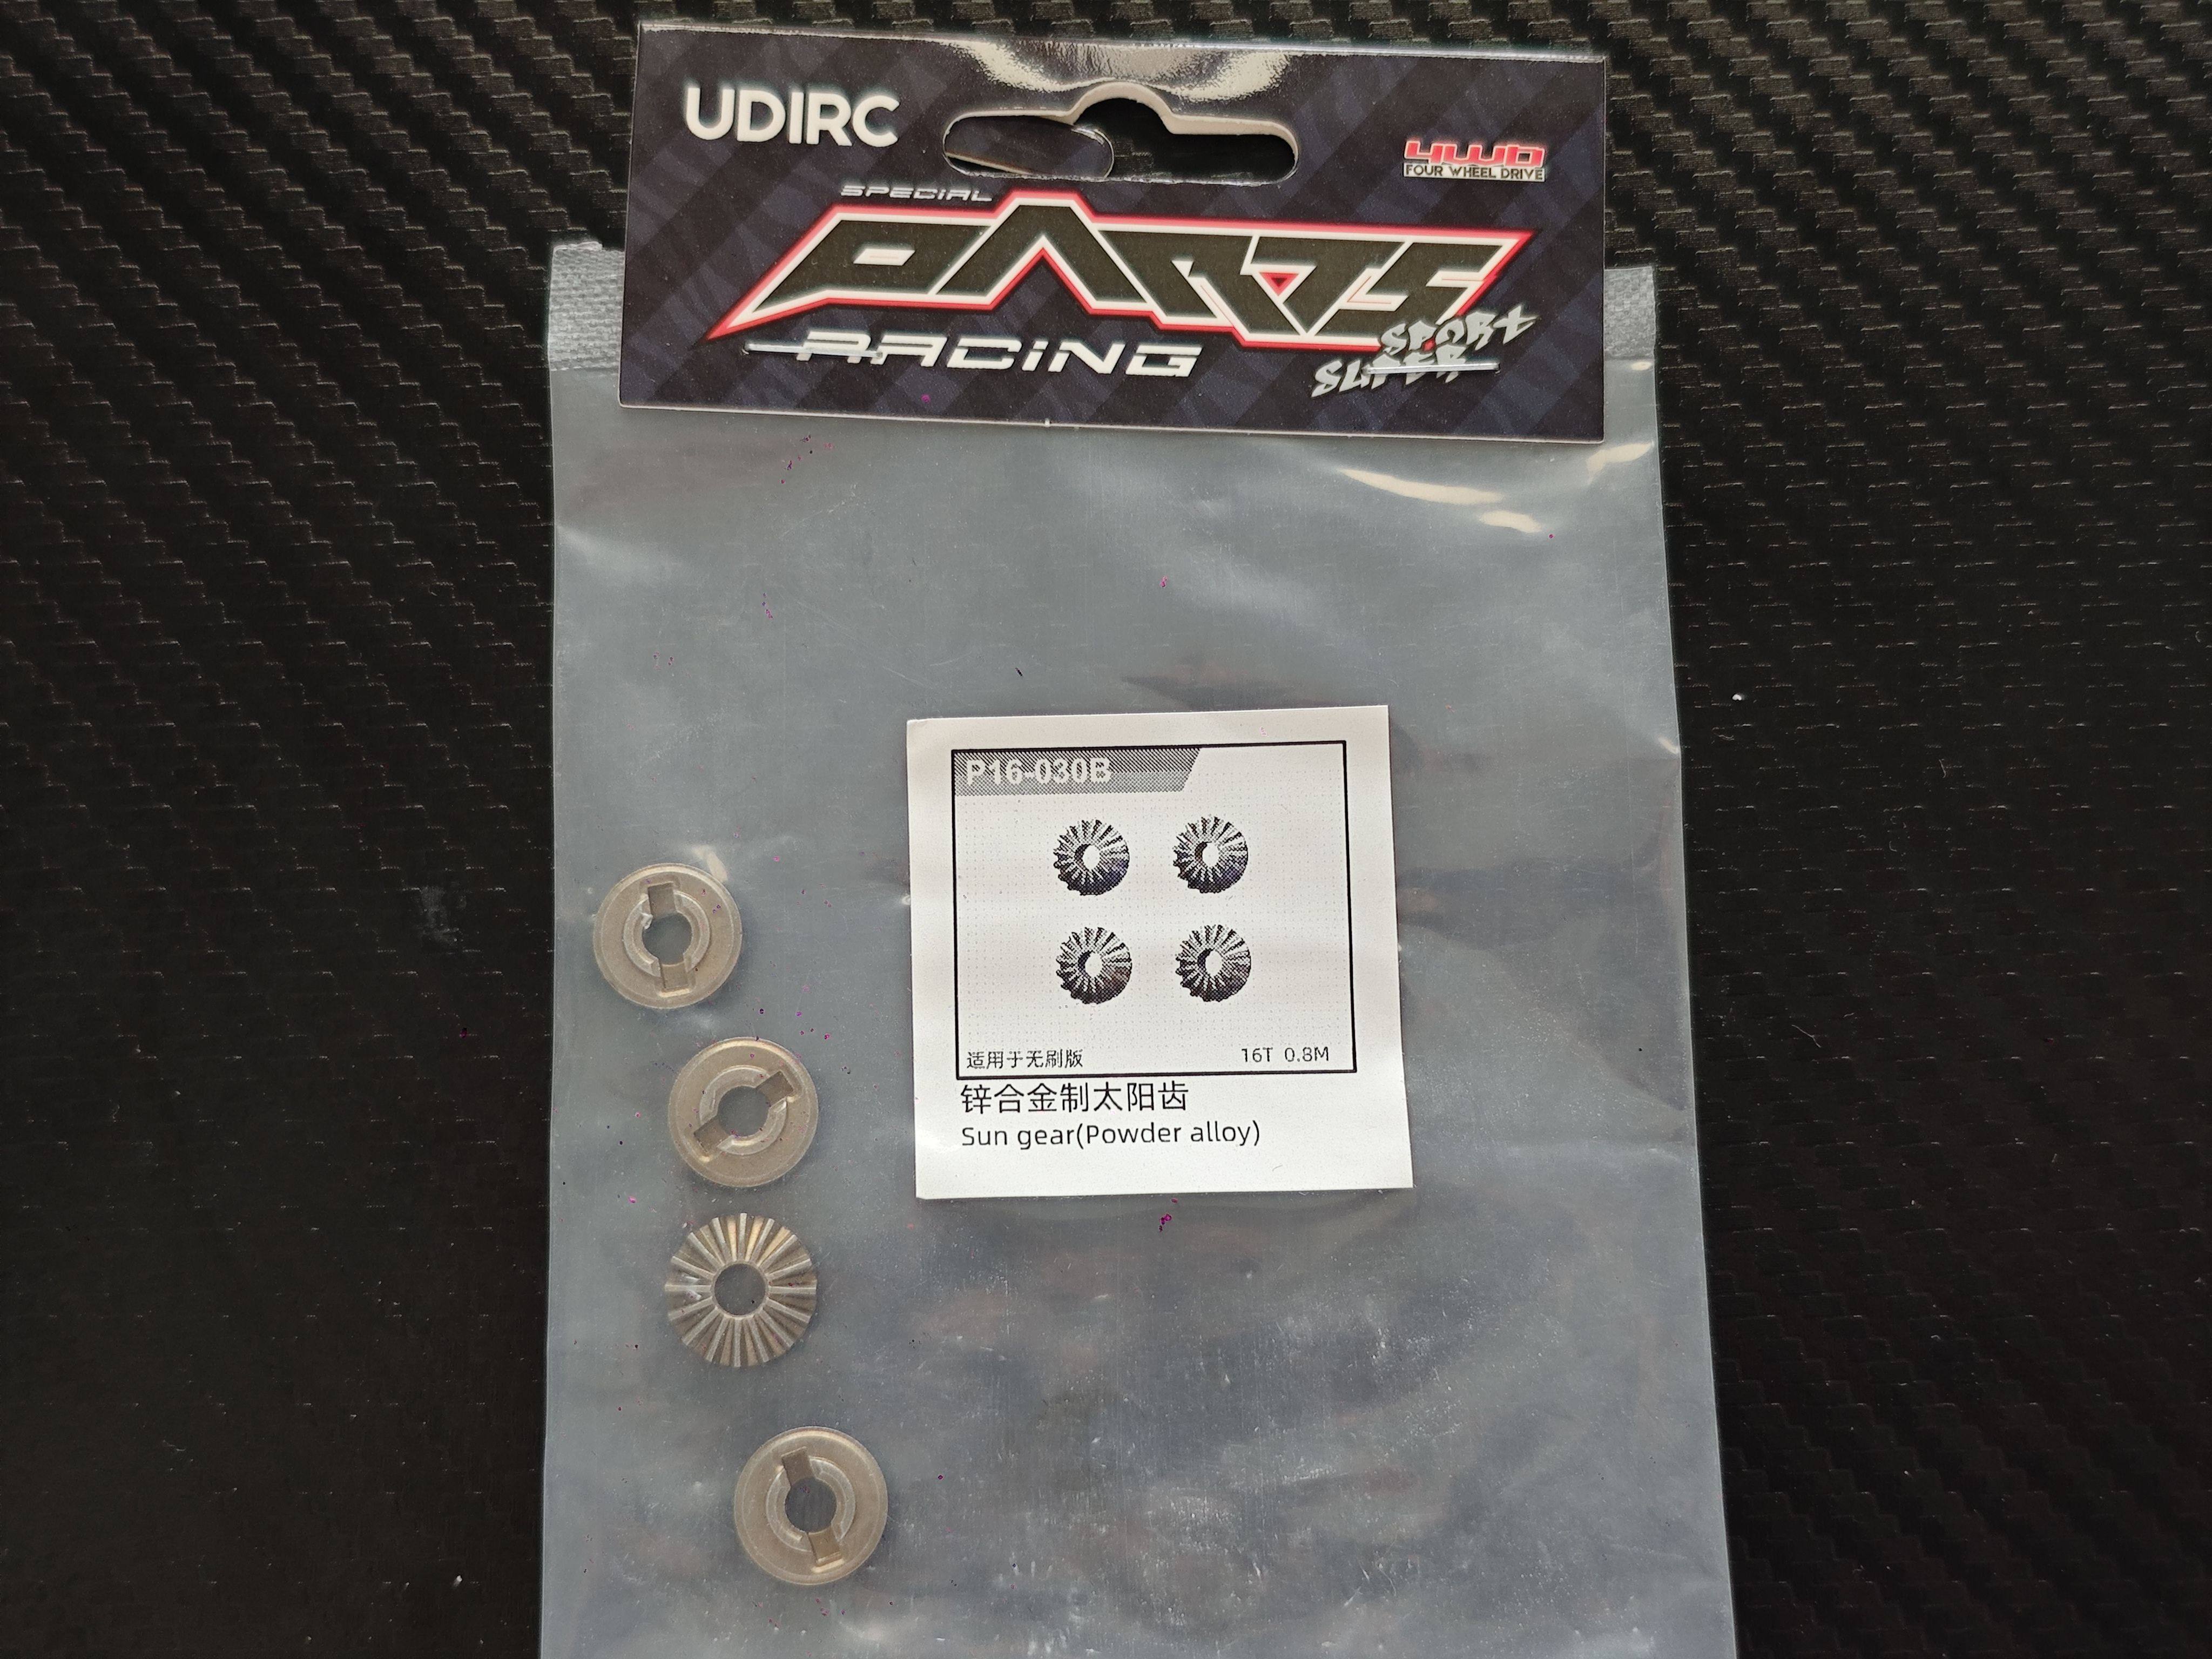 UDIRC
4WD
FOUR WHEEL DRIVE
SPECIAL
PARTS
RACING
SPORT
SUPER
P16-030B
适用于无刷版 16T 0.8M
锌合金制太阳齿
Sun gear(Powder alloy)